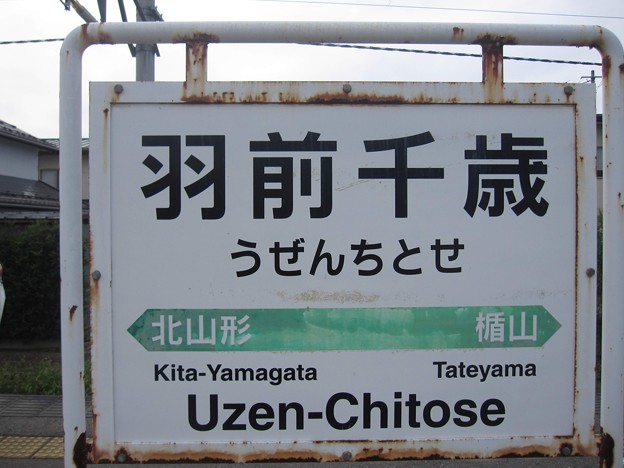 羽前千歳
うぜんちとせ
北山形 楯山
Kita-Yamagata Tateyama
Uzen-Chitose